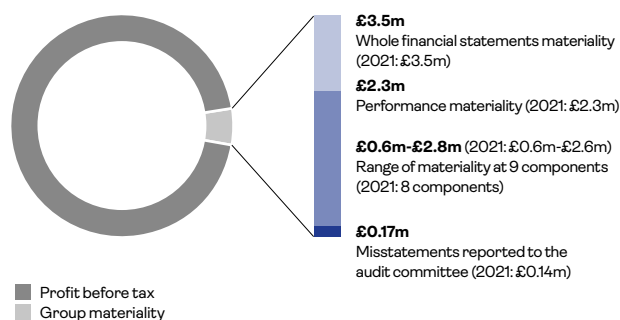 £3.5m
Whole financial statements materiality
(2021: £3.5m)
£2.3m
Performance materiality (2021: £2.3m)
£0.6m-£2.8m (2021: £0.6m-£2.6m)
Range of materiality at 9 components
(2021: 8 components)
£0.17m
Misstatements reported to the
audit committee (2021: £0.14m)
Profit before tax
Group materiality